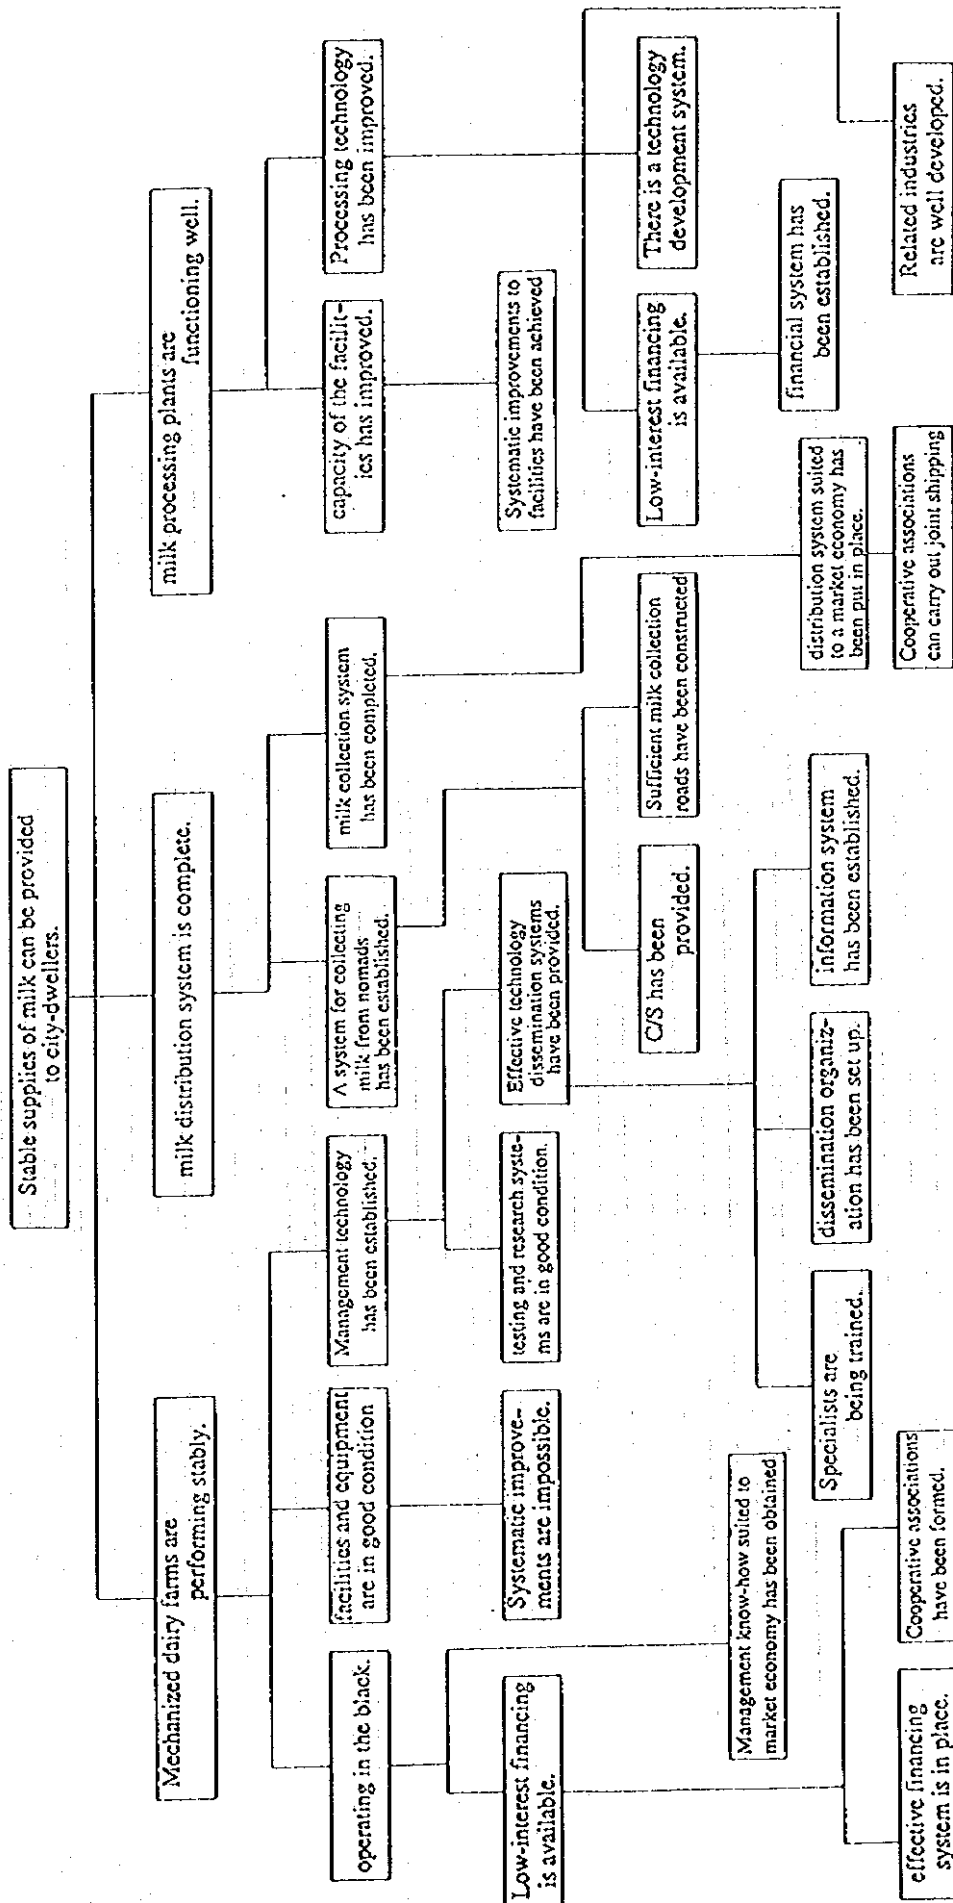 Stable supplies of milk can be provided
to city-dwellers.
Mechanized dairy farms are
performing stably.
milk distribution system is complete.
milk processing plants are
functioning well.
operating in the black.
facilities and equipment
are in good condition
Management technology
has been established.
A system for collecting
milk from nomads
has been established.
milk collection system
has been completed.
capacity of the facilit-
ies has improved.
Processing technology
has been improved.
Low-interest financing
is available.
Systematic improve-
ments are impossible.
testing and research syste-
ms are in good condition.
Effective technology
dissemination systems
have been provided.
Systematic improvements to
facilities have been achieved
C/S has been
provided.
Sufficient milk collection
roads have been constructed
Low-interest financing
is available.
There is a technology
development system.
Management know-how suited to
market economy has been obtained
Specialists are
being trained.
dissemination organiz-
ation has been set up.
information system
has been established.
distribution system suited
to a market economy has
been put in place.
financial system has
been established.
effective financing
system is in place.
Cooperative associations
have been formed.
Cooperative associations
can carry out joint shipping
Related industries
are well developed.